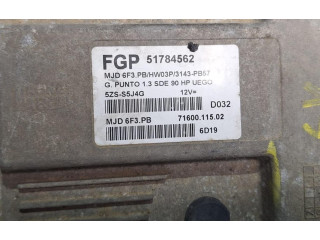 FGP 51784562
MJD 6F3.PB/HW03P/3143-PB57
G. PUNTO 1.3 SDE 90 HP UEGO
5ZS-S5J4G 12V=
D032
MJD 6F3.PB 71600.115.02
6D19